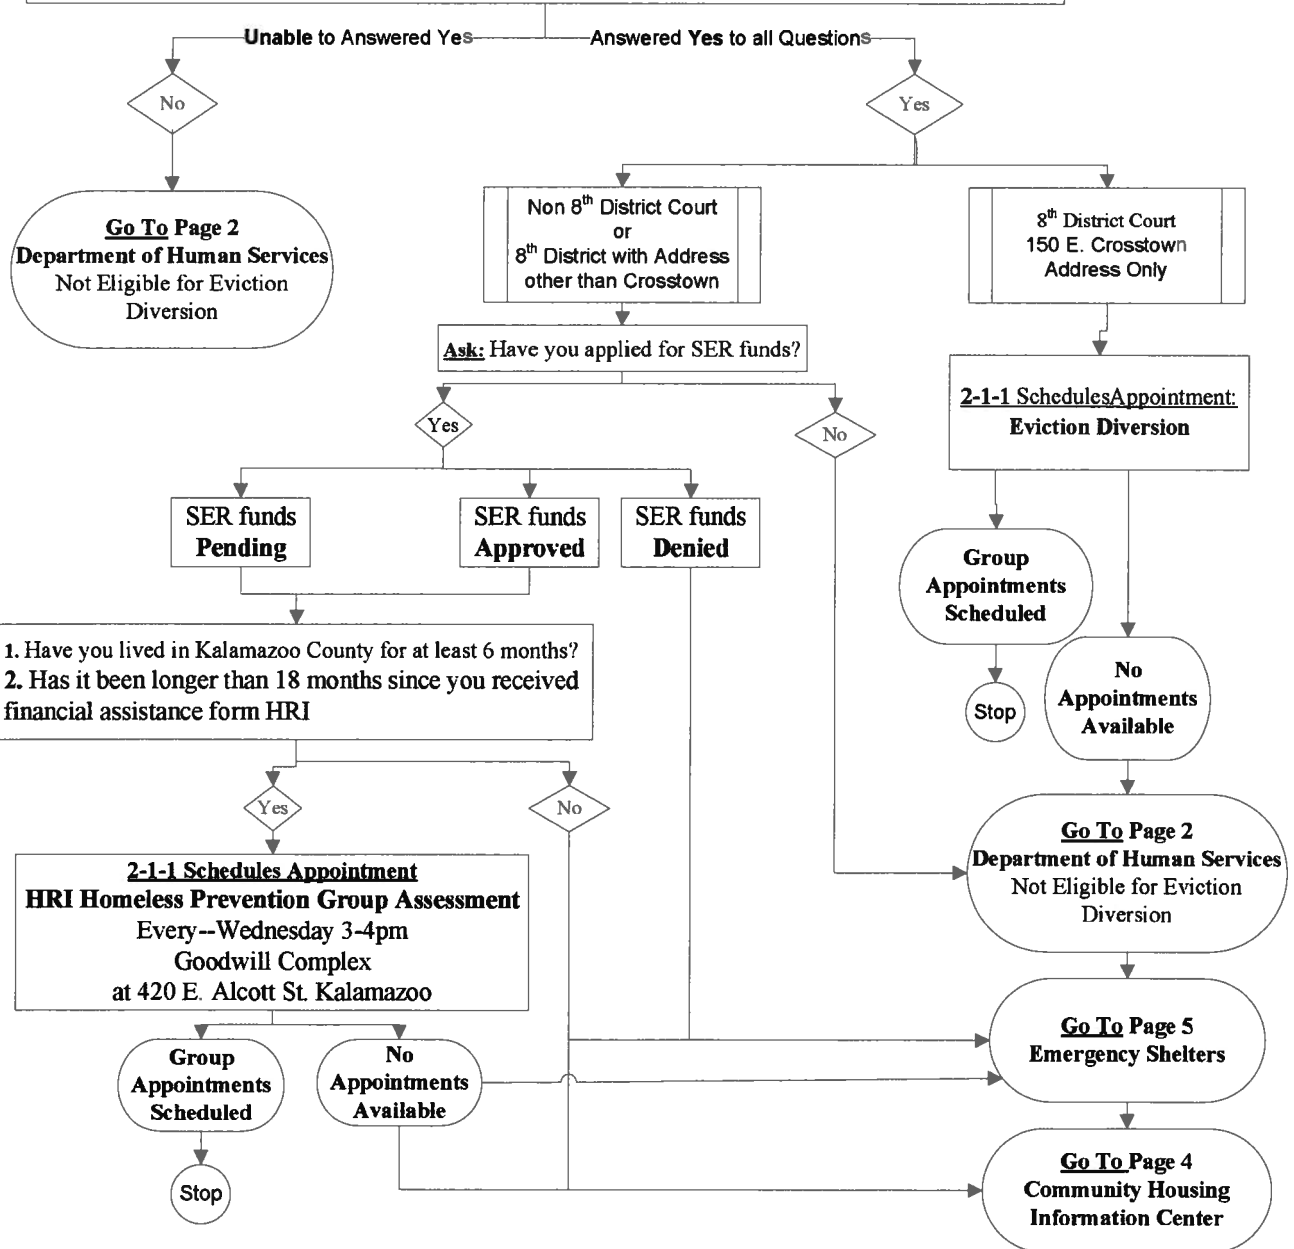 Unable to Answered Yes
Answered Yes to all Questions
No
Yes
Go To Page 2
Department of Human Services
Not Eligible for Eviction
Diversion
Non 8th District Court
or
8th District with Address
other than Crosstown
8th District Court
150 E. Crosstown
Address Only
Ask: Have you applied for SER funds?
2-1-1 SchedulesAppointment:
Eviction Diversion
Yes
No
SER funds
Pending
SER funds
Approved
SER funds
Denied
Group
Appointments
Scheduled
Stop
No
Appointments
Available
1. Have you lived in Kalamazoo County for at least 6 months?
2. Has it been longer than 18 months since you received
financial assistance form HRI
Yes
No
2-1-1 Schedules Appointment
HRI Homeless Prevention Group Assessment
Every--Wednesday 3-4pm
Goodwill Complex
at 420 E. Alcott St. Kalamazoo
Go To Page 2
Department of Human Services
Not Eligible for Eviction
Diversion
Group
Appointments
Scheduled
No
Appointments
Available
Go To Page 5
Emergency Shelters
Stop
Go To Page 4
Community Housing
Information Center